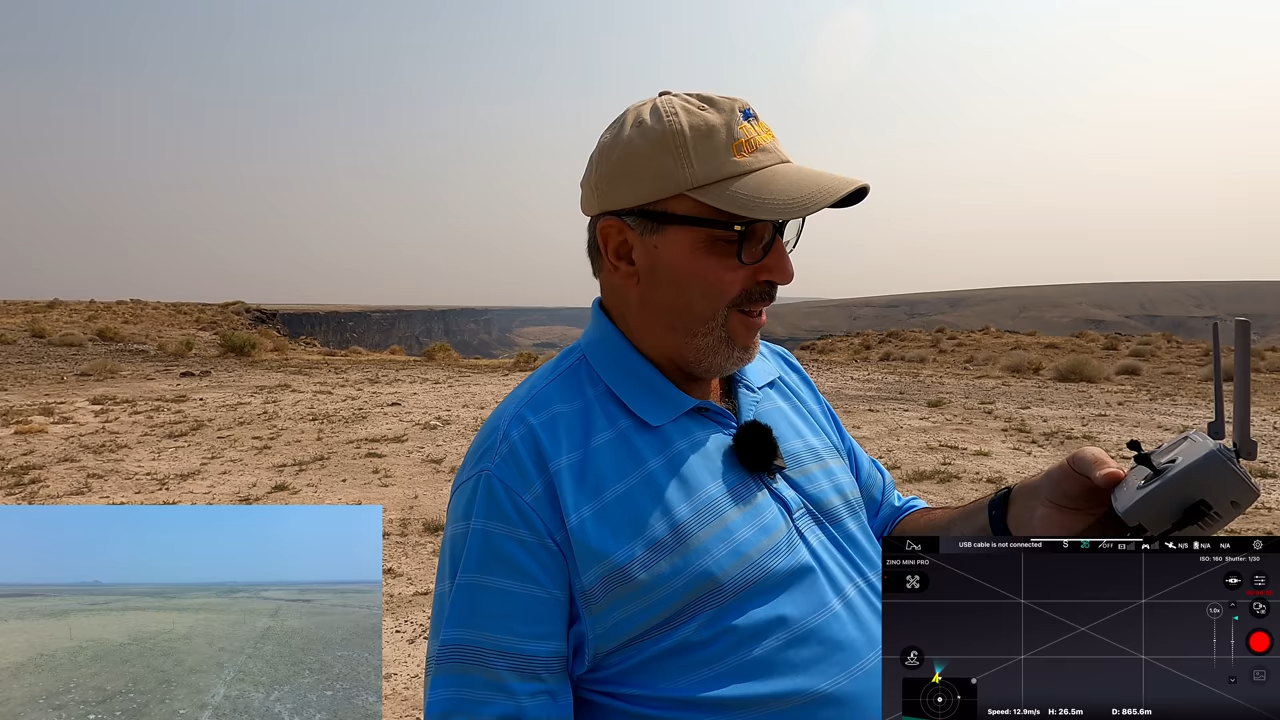 USB cable is not connected
S
OFF
N/S
N/A
N/A
ISO: 160 Shutter: 1/30
ZINO MINI PRO
1.0x
Speed: 12.9m/s H: 26.5m D: 865.6m